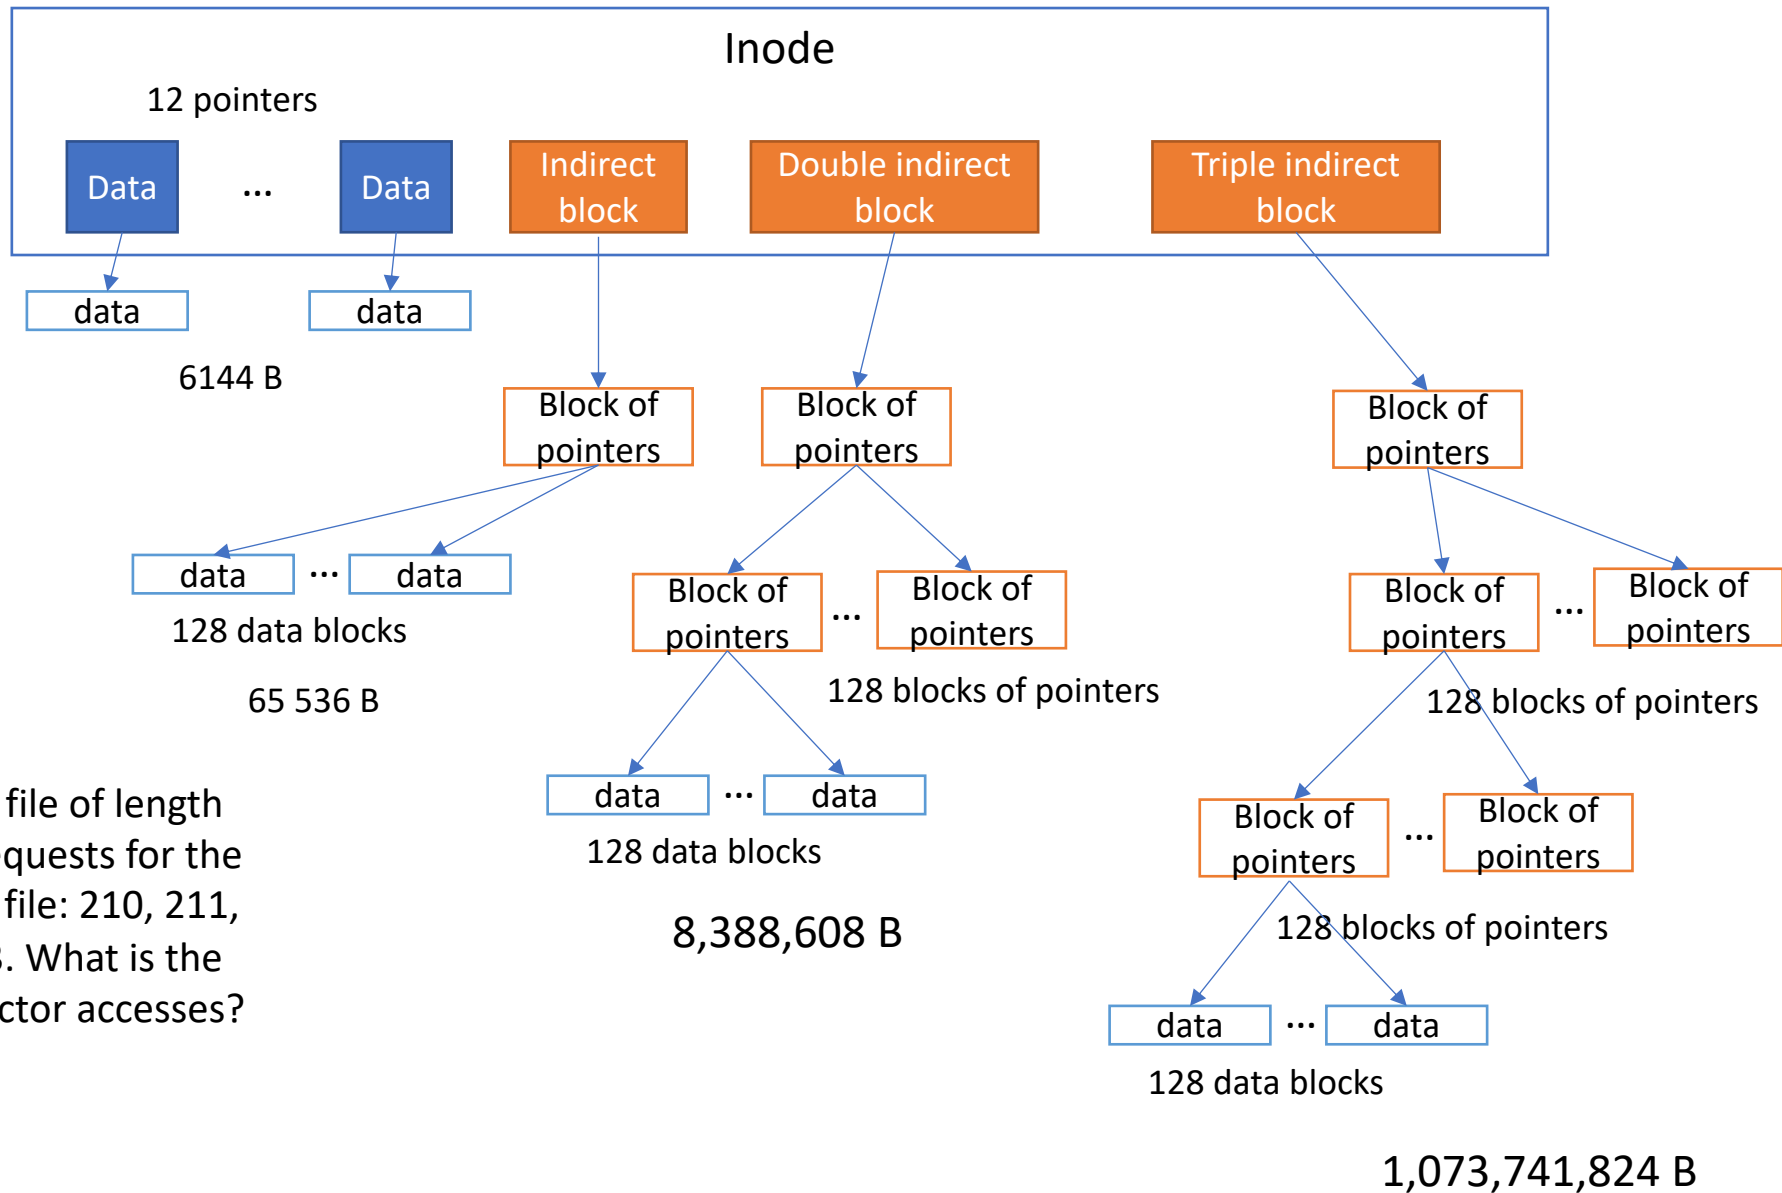 Inode
12 pointers
Data
...
Data
Indirect
block
Double indirect
block
Triple indirect
block
data
data
6144 B
Block of
pointers
Block of
pointers
Block of
pointers
data
...
data
128 data blocks
65 536 B
Block of
pointers
...
Block of
pointers
128 blocks of pointers
Block of
pointers
...
Block of
pointers
128 blocks of pointers
data
...
data
128 data blocks
8,388,608 B
Block of
pointers
...
Block of
pointers
128 blocks of pointers
data
...
data
128 data blocks
1,073,741,824 B
file of length
for the
file: 210, 211,
What is the
accesses?